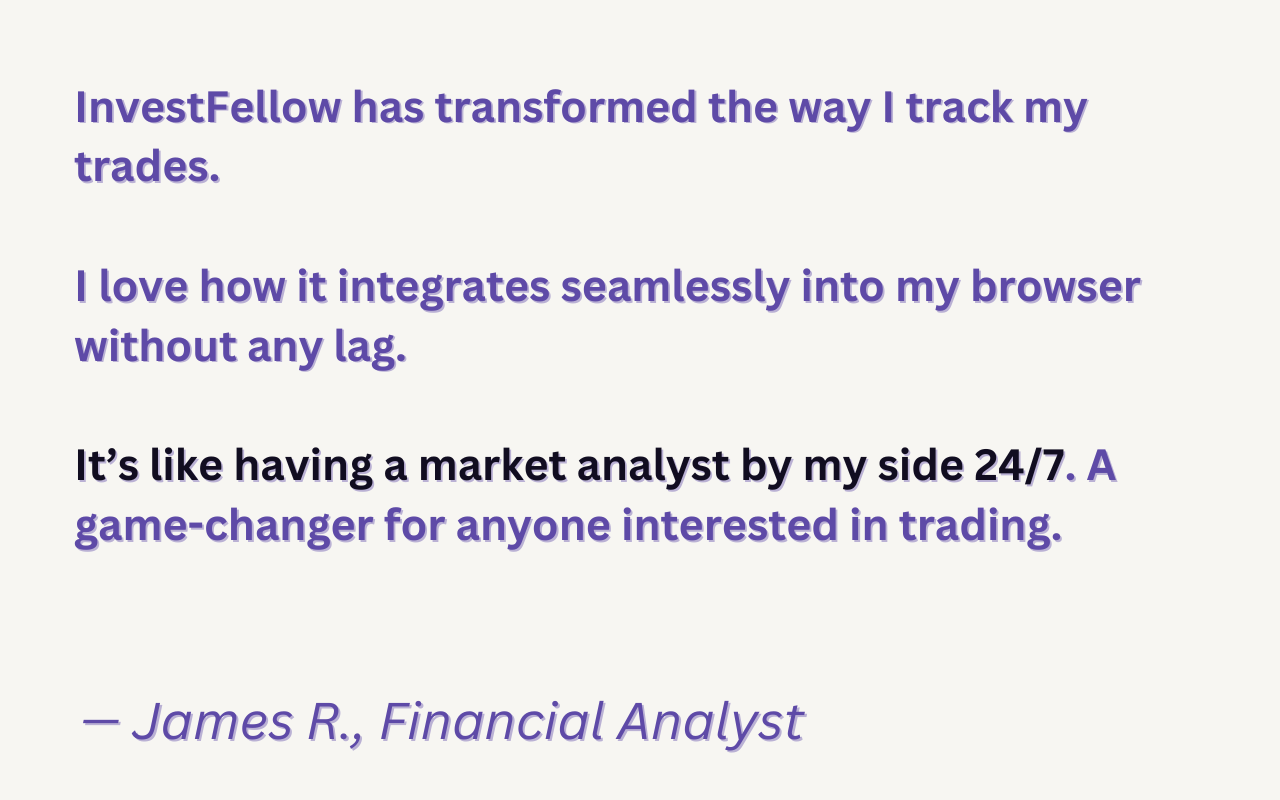 InvestFellow has transformed the way I track my
trades.
I love how it integrates seamlessly into my browser
without any lag.
It’s like having a market analyst by my side 24/7. A
game-changer for anyone interested in trading.
— James R., Financial Analyst